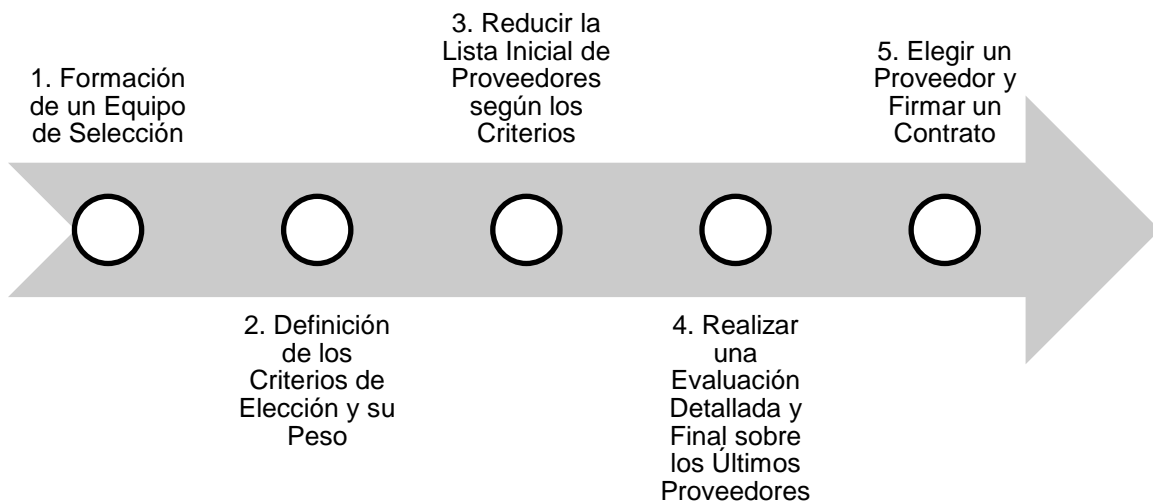 1. Formación
de un Equipo
de Selección
2. Definición
de los
Criterios de
Elección y su
Peso
3. Reducir la
Lista Inicial de
Proveedores
según los
Criterios
4. Realizar
una
Evaluación
Detallada y
Final sobre
los Últimos
Proveedores
5. Elegir un
Proveedor y
Firmar un
Contrato